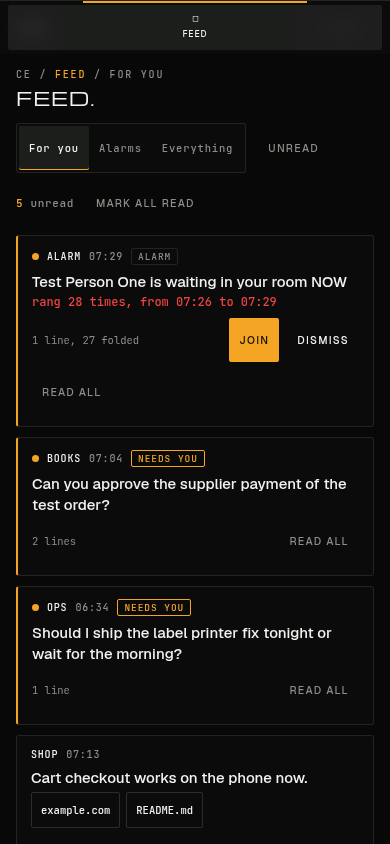 FEED
CE / FEED / FOR YOU
FEED.
For you Alarms Everything UNREAD
5 unread MARK ALL READ
ALARM 07:29 ALARM
Test Person One is waiting in your room NOW
rang 28 times, from 07:26 to 07:29
1 line, 27 folded JOIN DISMISS
READ ALL
BOOKS 07:04 NEEDS YOU
Can you approve the supplier payment of the
test order?
2 lines READ ALL
OPS 06:34 NEEDS YOU
Should I ship the label printer fix tonight or
wait for the morning?
1 line READ ALL
SHOP 07:13
Cart checkout works on the phone now.
example.com README.md